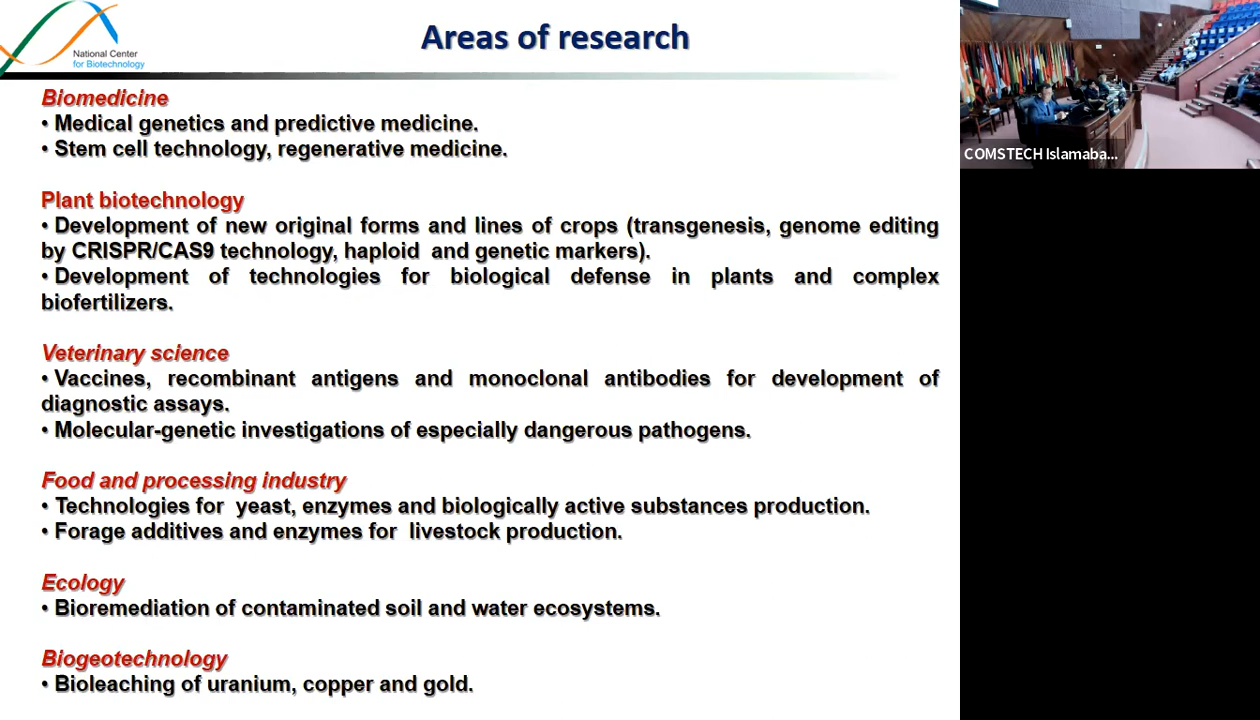 National Center
for Biotechnology
Areas of research
Biomedicine
• Medical genetics and predictive medicine.
• Stem cell technology, regenerative medicine.
Plant biotechnology
• Development of new original forms and lines of crops (transgenesis, genome editing
by CRISPR/CAS9 technology, haploid and genetic markers).
• Development of technologies for biological defense in plants and complex
biofertilizers.
Veterinary science
• Vaccines, recombinant antigens and monoclonal antibodies for development of
diagnostic assays.
• Molecular-genetic investigations of especially dangerous pathogens.
Food and processing industry
• Technologies for yeast, enzymes and biologically active substances production.
• Forage additives and enzymes for livestock production.
Ecology
• Bioremediation of contaminated soil and water ecosystems.
Biogeotechnology
• Bioleaching of uranium, copper and gold.
COMSTECH Islamaba...